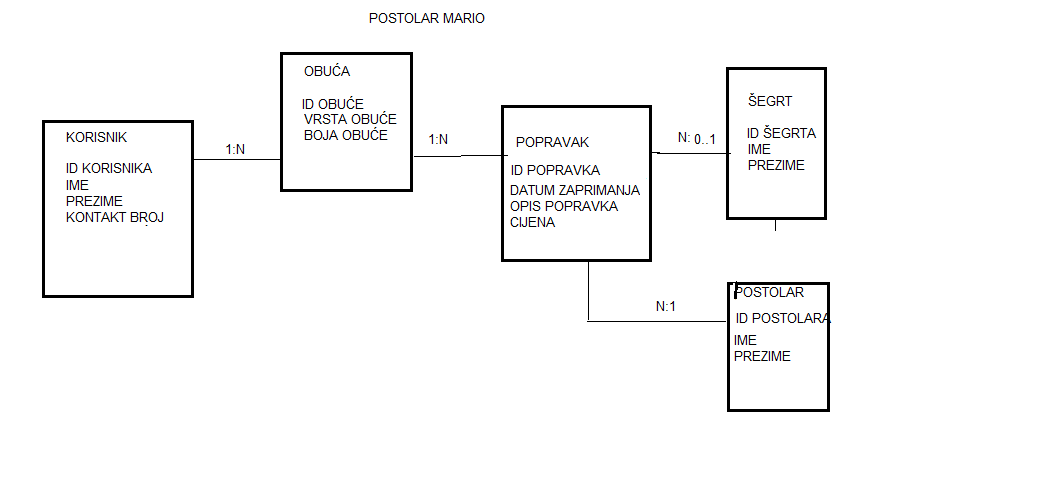 POSTOLAR MARIO
KORISNIK
ID KORISNIKA
IME
PREZIME
KONTAKT BROJ
1:N
OBUĆA
ID OBUĆE
VRSTA OBUĆE
BOJA OBUĆE
1:N
POPRAVAK
ID POPRAVKA
DATUM ZAPRIMANJA
OPIS POPRAVKA
CIJENA
N: 0..1
ŠEGRT
ID ŠEGRTA
IME
PREZIME
N:1
POSTOLAR
ID POSTOLARA
IME
PREZIME